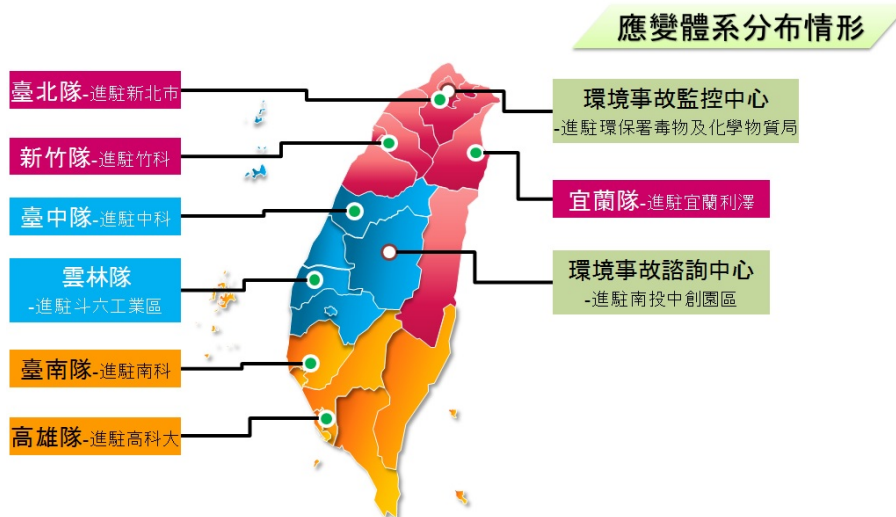 應變體系分布情形
臺北隊-進駐新北市
新竹隊-進駐竹科
臺中隊-進駐中科
雲林隊
-進駐斗六工業區
臺南隊-進駐南科
高雄隊-進駐高科大
環境事故監控中心
-進駐環保署毒物及化學物質局
宜蘭隊-進駐宜蘭利澤
環境事故諮詢中心
-進駐南投中創園區